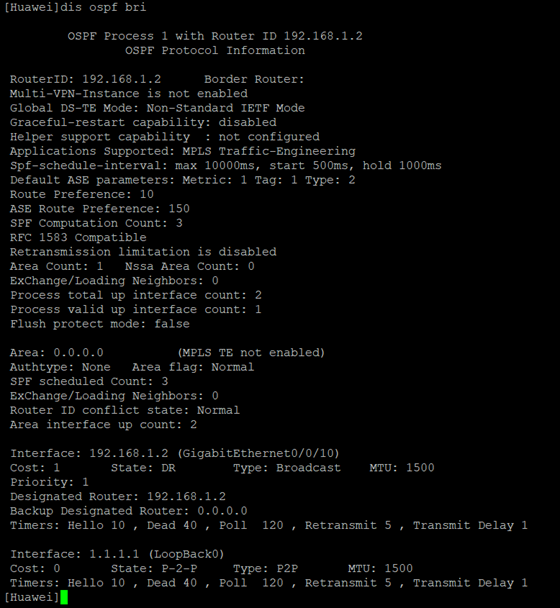 [Huawei]dis ospf bri
OSPF Process 1 with Router ID 192.168.1.2
OSPF Protocol Information
RouterID: 192.168.1.2      Border Router:
Multi-VPN-Instance is not enabled
Global DS-TE Mode: Non-Standard IETF Mode
Graceful-restart capability: disabled
Helper support capability  : not configured
Applications Supported: MPLS Traffic-Engineering
Spf-schedule-interval: max 10000ms, start 500ms, hold 1000ms
Default ASE parameters: Metric: 1 Tag: 1 Type: 2
Route Preference: 10
ASE Route Preference: 150
SPF Computation Count: 3
RFC 1583 Compatible
Retransmission limitation is disabled
Area Count: 1   Nssa Area Count: 0
ExChange/Loading Neighbors: 0
Process total up interface count: 2
Process valid up interface count: 1
Flush protect mode: false
Area: 0.0.0.0          (MPLS TE not enabled)
Authtype: None   Area flag: Normal
SPF scheduled Count: 3
ExChange/Loading Neighbors: 0
Router ID conflict state: Normal
Area interface up count: 2
Interface: 192.168.1.2 (GigabitEthernet0/0/10)
Cost: 1       State: DR        Type: Broadcast    MTU: 1500
Priority: 1
Designated Router: 192.168.1.2
Backup Designated Router: 0.0.0.0
Timers: Hello 10 , Dead 40 , Poll  120 , Retransmit 5 , Transmit Delay 1
Interface: 1.1.1.1 (LoopBack0)
Cost: 0       State: P-2-P     Type: P2P       MTU: 1500
Timers: Hello 10 , Dead 40 , Poll  120 , Retransmit 5 , Transmit Delay 1
[Huawei]